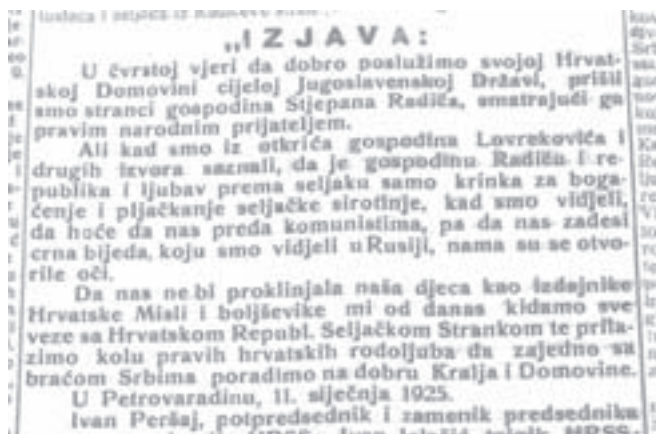 „IZJAVA:
U čvrstoj vjeri da dobro poslužimo svojoj Hrvat-
skoj Domovini cijeloj Jugoslavenskoj Državi, prišli
smo stranci gospodina Stjepana Radića, smatrajući ga
pravim narodnim prijateljem.
Ali kad smo iz otkrića gospodina Lovrekovića i
drugih izvora saznali, da je gospodinu Radiću i re-
publika i ljubav prema seljaku samo krinka za boga-
ćenje i pljačkanje seljačke sirotinje, kad smo vidjeli,
da hoće da nas preda komunistima, pa da nas zadesi
crna bijeda, koju smo vidjeli u Rusiji, nama su se otvo-
rile oči.
Da nas ne bi proklinjala naša djeca kao izdajnike
Hrvatske Misli i boljševike mi od danas kidamo sve
veze sa Hrvatskom Republ. Seljačkom Strankom te prila-
zimo kolu pravih hrvatskih rodoljuba da zajedno sa
braćom Srbima poradimo na dobru Kralja i Domovine.
U Petrovaradinu, 11. siječnja 1925.
Ivan Peršaj, potpredsednik i zamenik predsednika